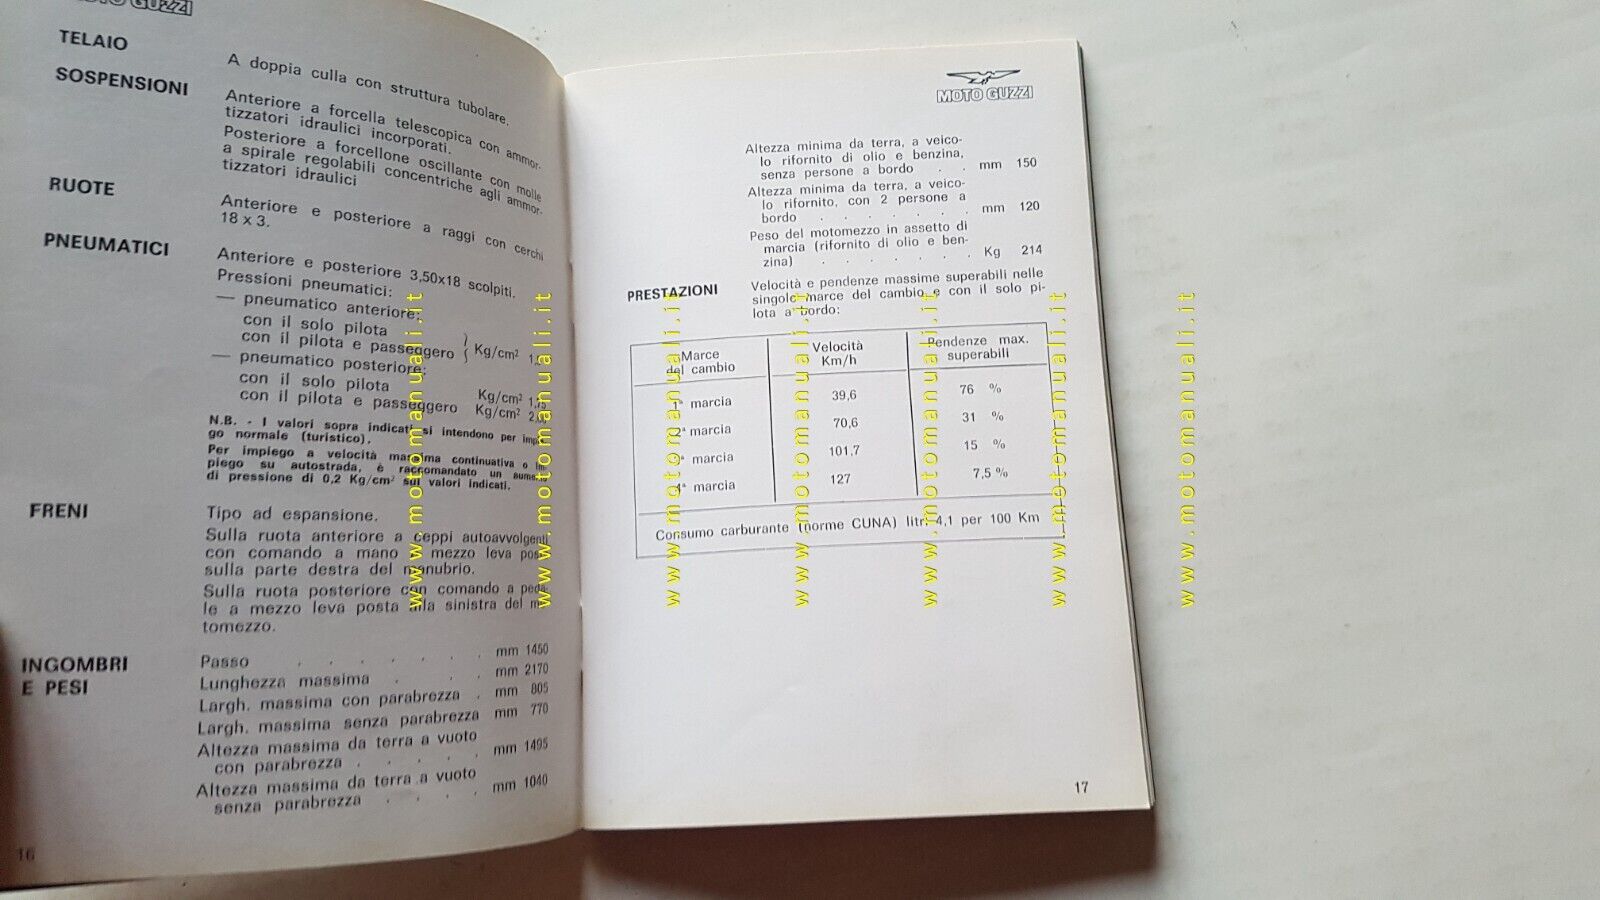 MOTO GUZZI
TELAIO
A doppia culla con struttura tubolare.
SOSPENSIONI
Anteriore a forcella telescopica con ammor-
tizzatori idraulici incorporati.
Posteriore a forcellone oscillante con molle
a spirale regolabili concentriche agli ammor-
tizzatori idraulici
RUOTE
Anteriore e posteriore a raggi con cerchi
18 x 3.
PNEUMATICI
Anteriore e posteriore 3,50x18 scolpiti.
Pressioni pneumatici:
— pneumatico anteriore:
con il solo pilota
con il pilota e passeggero } Kg/cm²
— pneumatico posteriore:
con il solo pilota Kg/cm² 1,75
con il pilota e passeggero Kg/cm²
N.B. - I valori sopra indicati si intendono per impie-
go normale (turistico).
Per impiego a velocità massima continuativa o im-
piego su autostrada, è raccomandato un aumento
di pressione di 0,2 Kg/cm² sui valori indicati.
FRENI
Tipo ad espansione.
Sulla ruota anteriore a ceppi autoavvolgenti
con comando a mano a mezzo leva posta
sulla parte destra del manubrio.
Sulla ruota posteriore con comando a peda-
le a mezzo leva posta alla sinistra del mo-
tomezzo.
INGOMBRI
E PESI
Passo . . . . . . . mm 1450
Lunghezza massima . . . mm 2170
Largh. massima con parabrezza . mm 805
Largh. massima senza parabrezza mm 770
Altezza massima da terra a vuoto
con parabrezza . . . . mm 1495
Altezza massima da terra a vuoto
senza parabrezza . . . . mm 1040
16
MOTO GUZZI
Altezza minima da terra, a veico-
lo rifornito di olio e benzina,
senza persone a bordo . . mm 150
Altezza minima da terra, a veico-
lo rifornito, con 2 persone a
bordo . . . . . . . mm 120
Peso del motomezzo in assetto di
marcia (rifornito di olio e ben-
zina) . . . . . . . Kg 214
PRESTAZIONI
Velocità e pendenze massime superabili nelle
singole marce del cambio e con il solo pi-
lota a bordo:
Marce
del cambio
Velocità
Km/h
Pendenze max.
superabili
1ª marcia 39,6 76 %
2ª marcia 70,6 31 %
3ª marcia 101,7 15 %
4ª marcia 127 7,5 %
Consumo carburante (norme CUNA) litri 4,1 per 100 Km
17
www.motomanuali.it
www.motomanuali.it
www.motomanuali.it
www.motomanuali.it
www.motomanuali.it
www.motomanuali.it
www.motomanuali.it